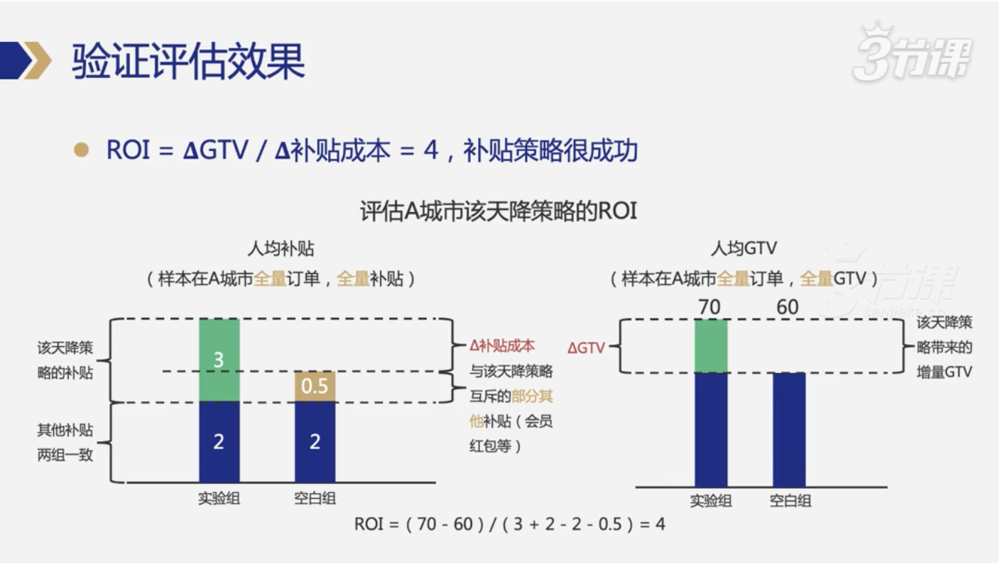 3节课
验证评估效果
ROI = ΔGTV / Δ补贴成本 = 4，补贴策略很成功
评估A城市该天降策略的ROI
人均补贴
（样本在A城市全量订单，全量补贴）
该天降策
略的补贴
其他补贴
两组一致
3
2
0.5
2
实验组
空白组
Δ补贴成本
与该天降策略
互斥的部分其
他补贴（会员
红包等）
人均GTV
（样本在A城市全量订单，全量GTV）
3节课
sanjieke.cn
70
60
ΔGTV
该天降策
略带来的
增量GTV
实验组
空白组
ROI =（70 - 60）/（3 + 2 - 2 - 0.5）= 4